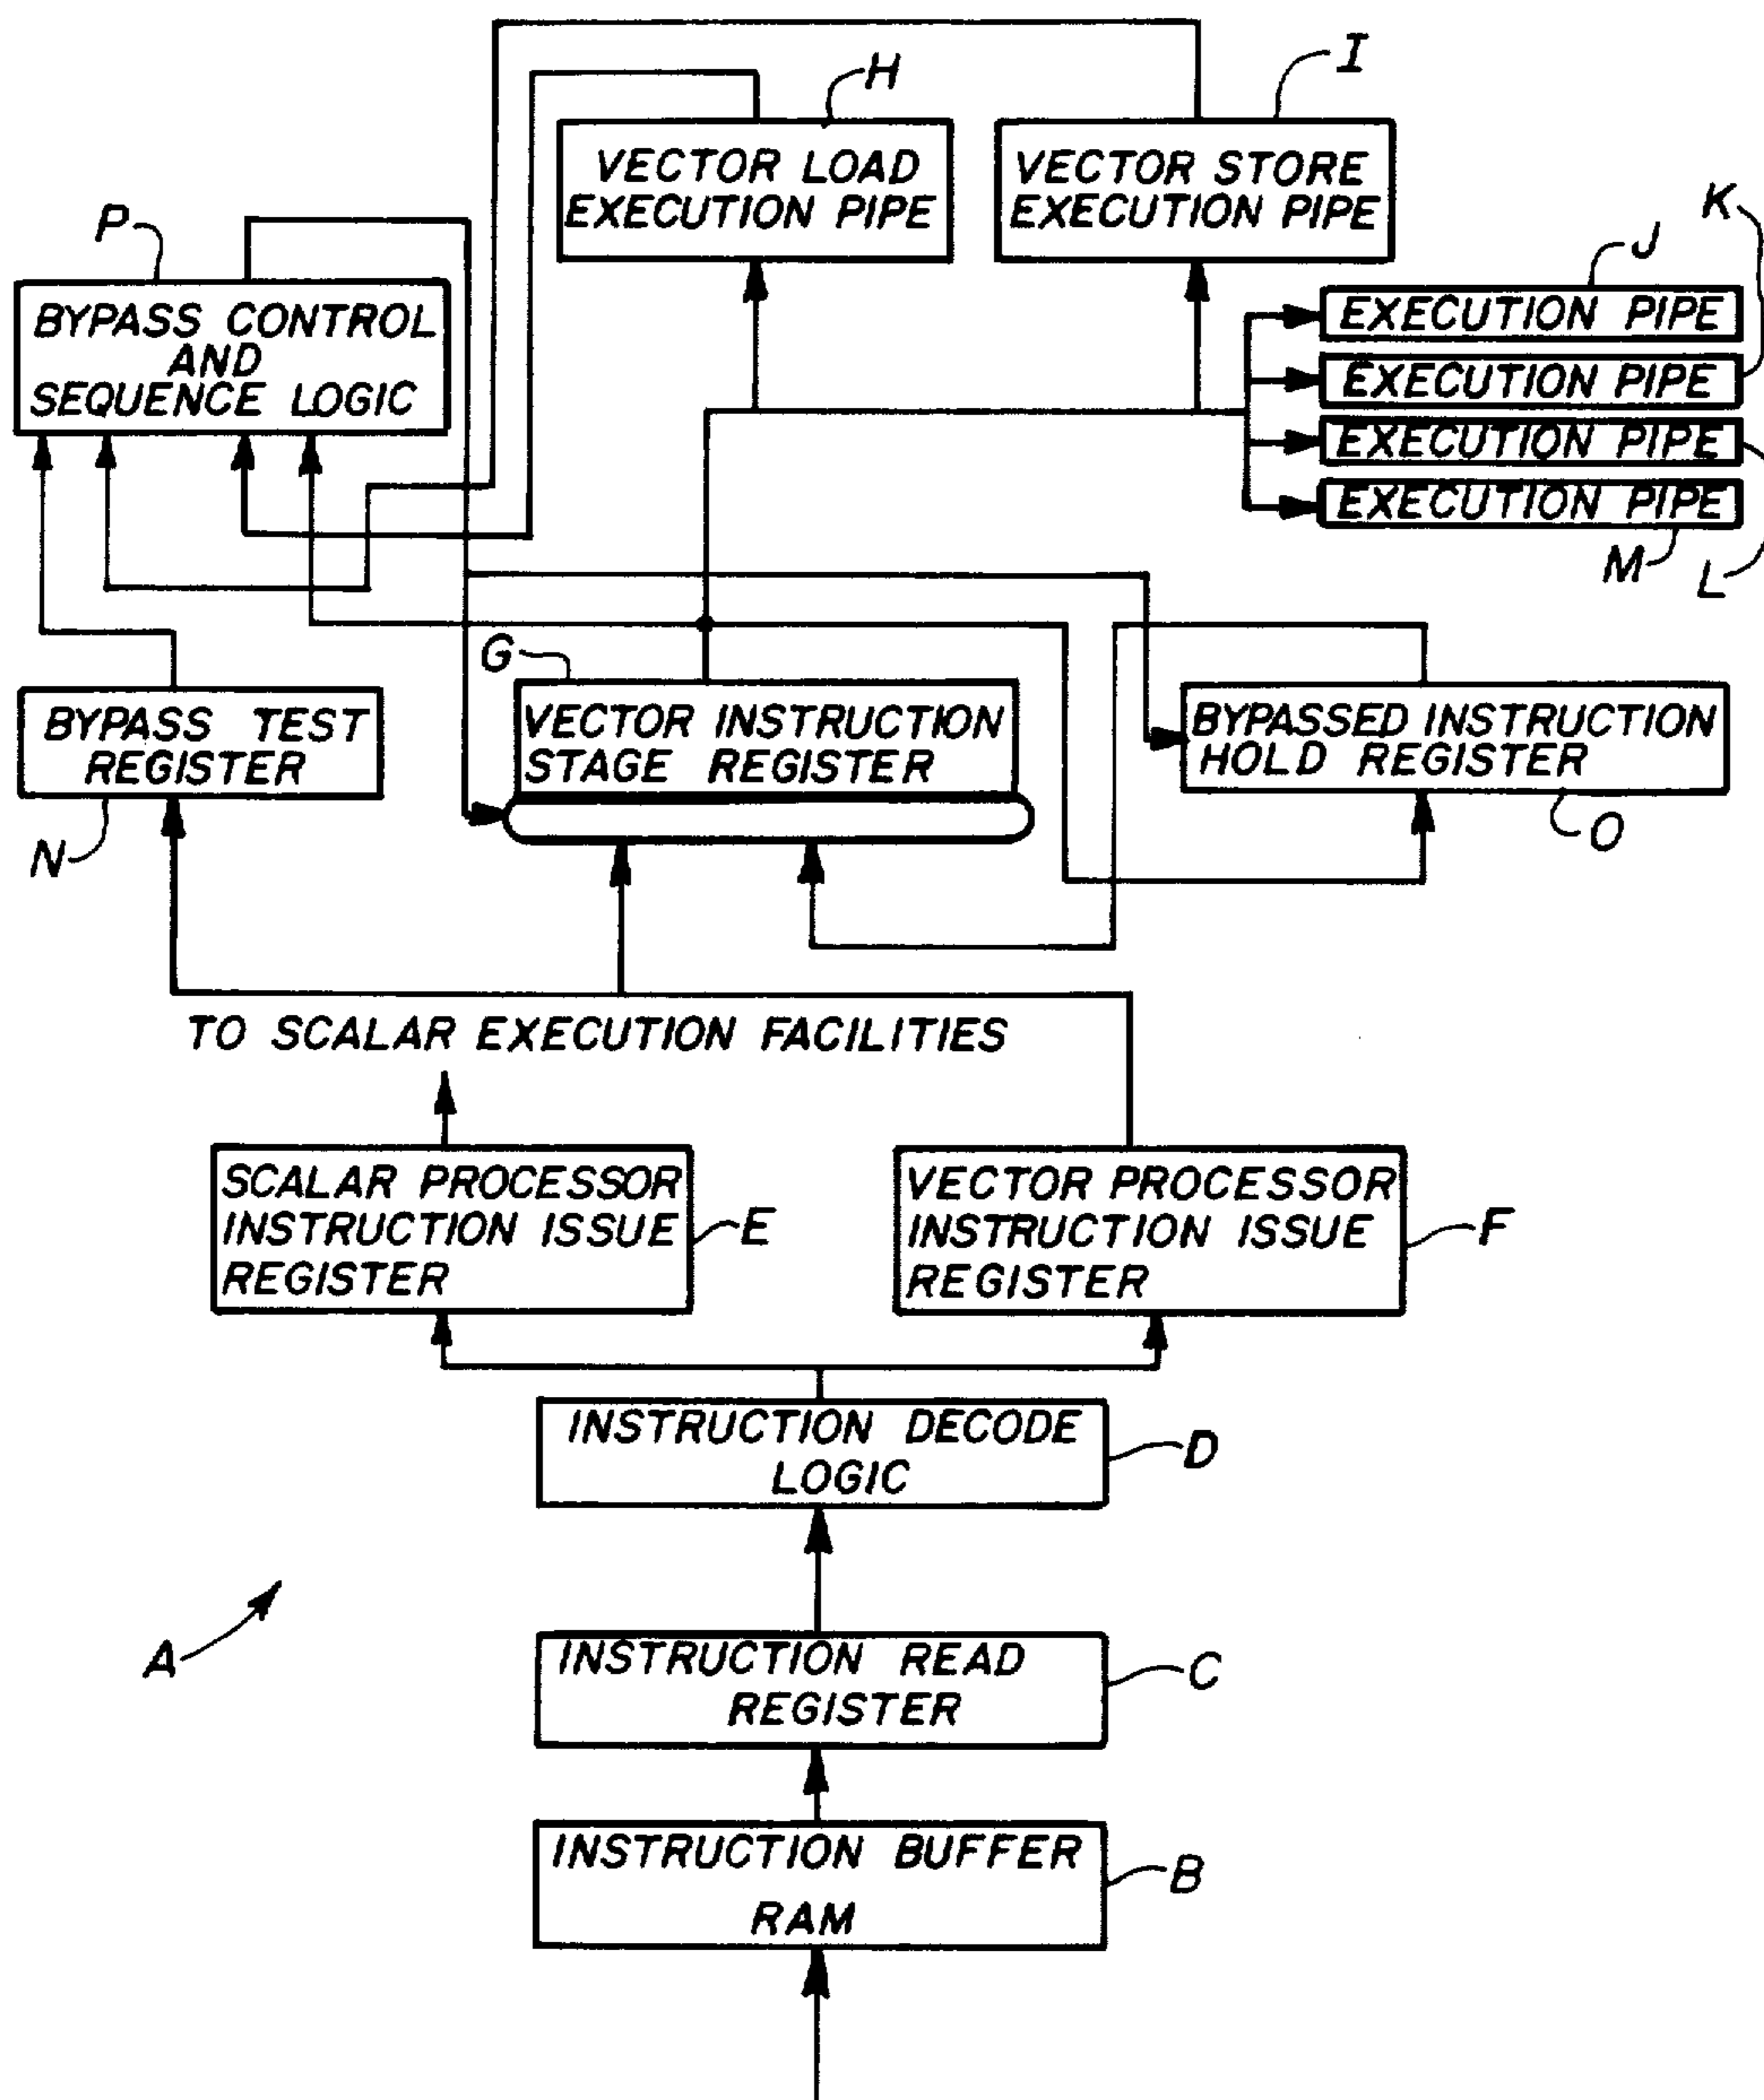 H
I
VECTOR LOAD
EXECUTION PIPE
VECTOR STORE
EXECUTION PIPE
K
P
J
BYPASS CONTROL
AND
SEQUENCE LOGIC
EXECUTION PIPE
EXECUTION PIPE
EXECUTION PIPE
EXECUTION PIPE
M
L
G
BYPASS TEST
REGISTER
VECTOR INSTRUCTION
STAGE REGISTER
BYPASSED INSTRUCTION
HOLD REGISTER
N
O
TO SCALAR EXECUTION FACILITIES
SCALAR PROCESSOR
INSTRUCTION ISSUE
REGISTER
E
VECTOR PROCESSOR
INSTRUCTION ISSUE
REGISTER
F
INSTRUCTION DECODE
LOGIC
D
A
INSTRUCTION READ
REGISTER
C
INSTRUCTION BUFFER
RAM
B